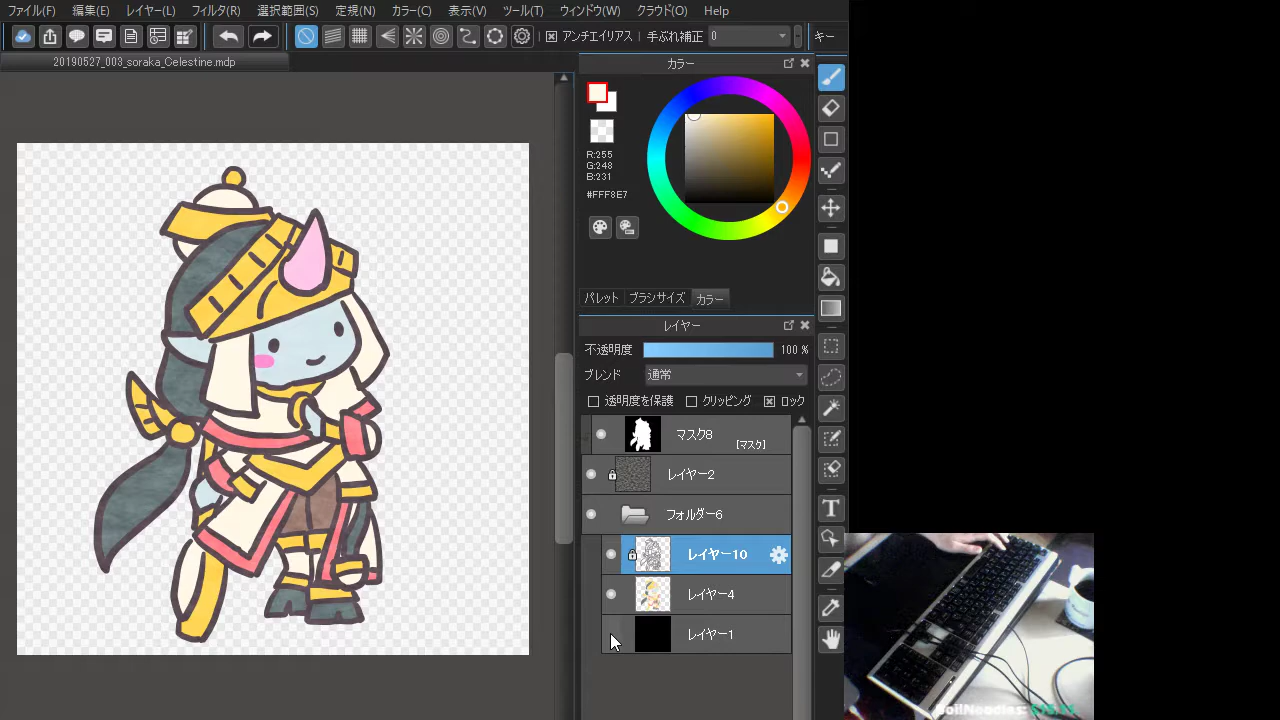 ファイル(F) 編集(E) レイヤー(L) フィルタ(R) 選択範囲(S) 定規(N) カラー(C) 表示(V) ツール(T) ウィンドウ(W) クラウド(O) Help
アンチエイリアス 手ぶれ補正 0 キー
20190527_003_soraka_Celestine.mdp
カラー
R:255
G:248
B:231
#FFF8E7
パレット ブラシサイズ カラー
レイヤー
不透明度 100 %
ブレンド 通常
透明度を保護 クリッピング ロック
マスク8 [マスク]
レイヤー2
フォルダー6
レイヤー10
レイヤー4
レイヤー1
T